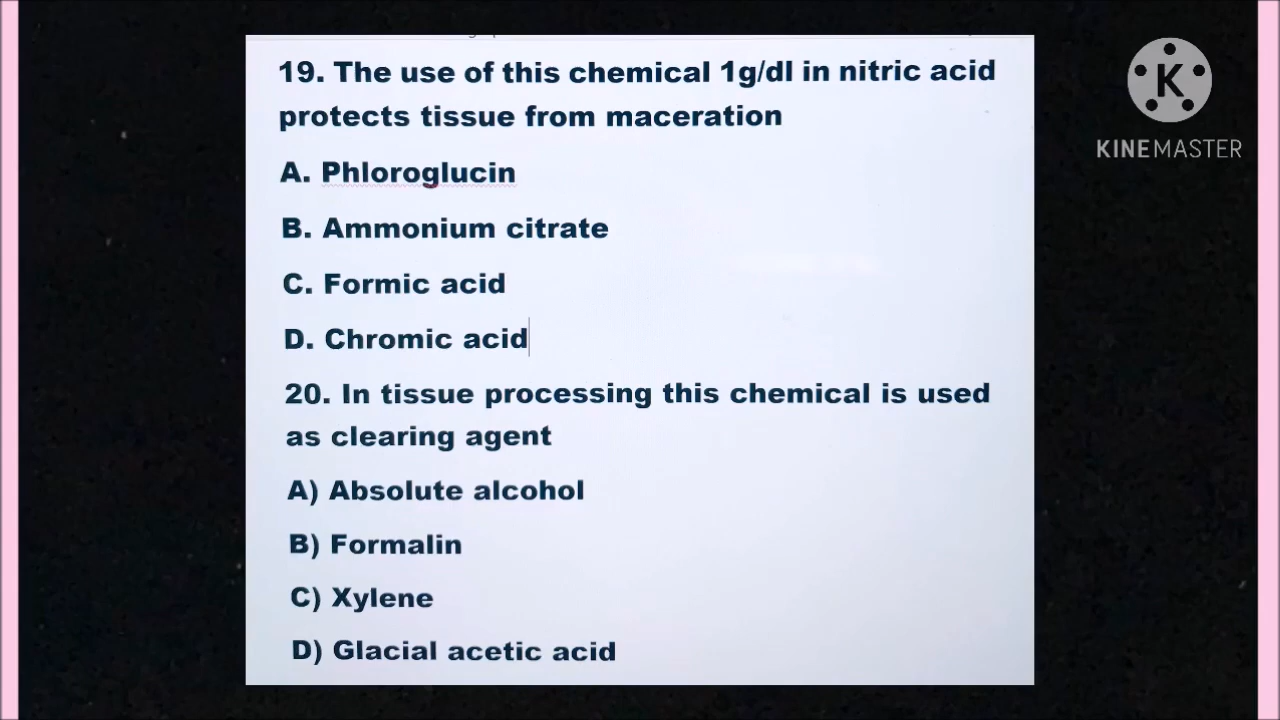 19. The use of this chemical 1g/dl in nitric acid
protects tissue from maceration
A. Phloroglucin
B. Ammonium citrate
C. Formic acid
D. Chromic acid
20. In tissue processing this chemical is used
as clearing agent
A) Absolute alcohol
B) Formalin
C) Xylene
D) Glacial acetic acid
K
KINEMASTER